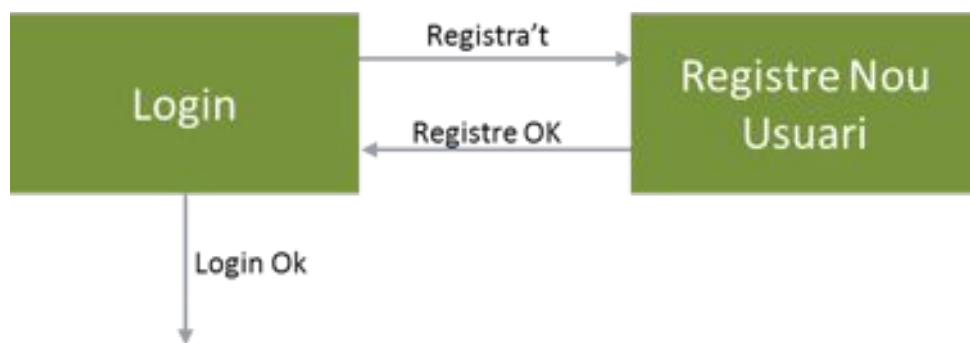 Registra't
Login
Registre Nou
Usuari
Registre OK
Login Ok